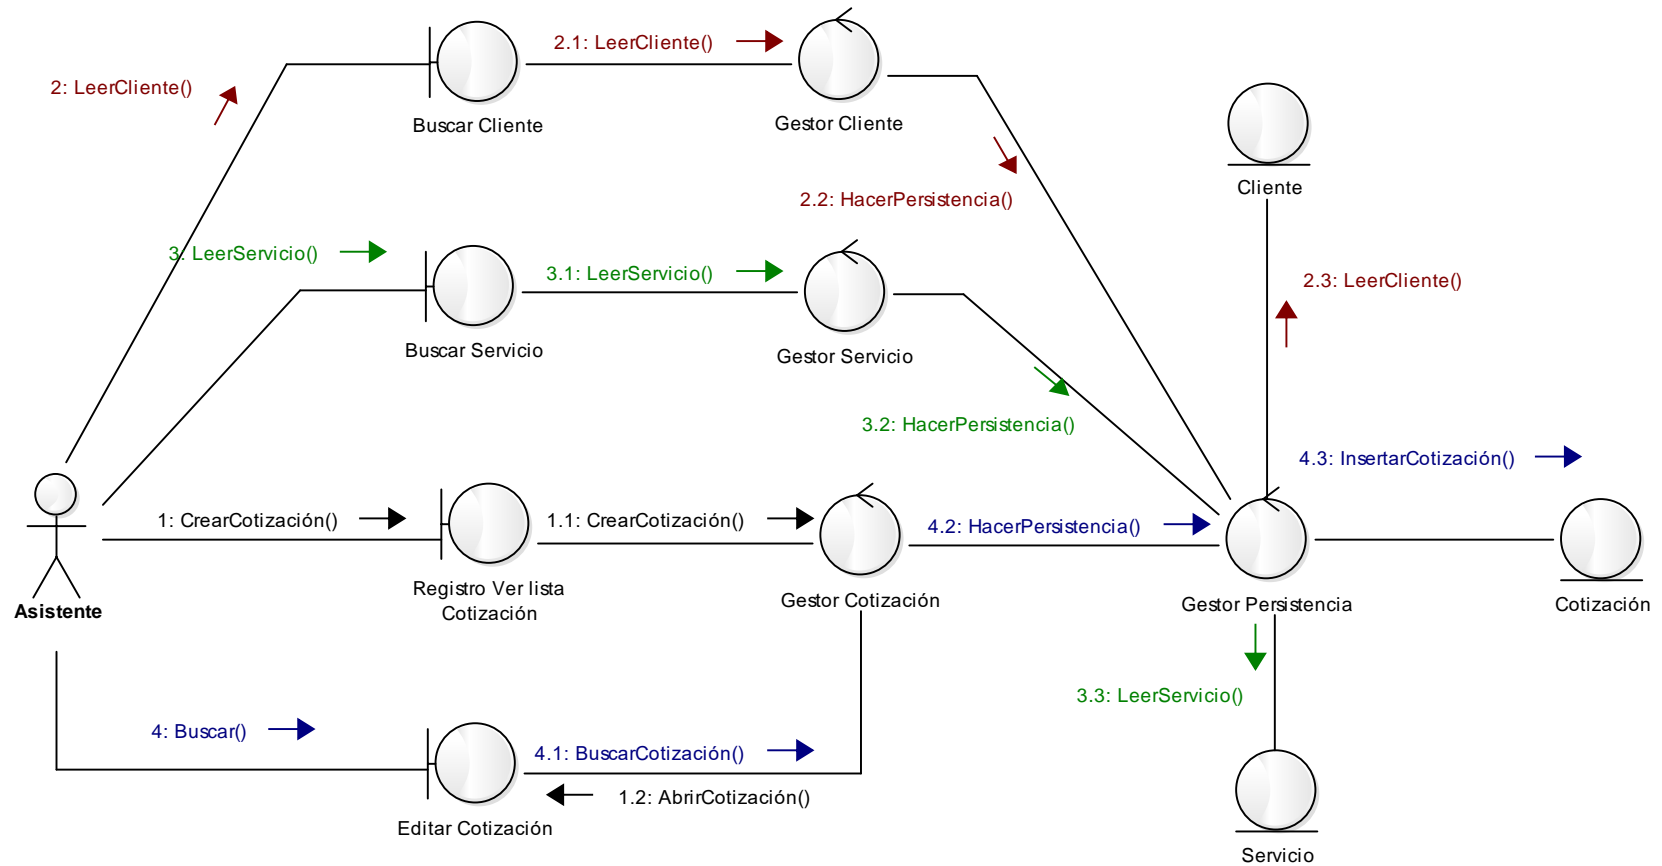 2.1: LeerCliente()
2: LeerCliente()
Buscar Cliente
Gestor Cliente
Cliente
2.2: HacerPersistencia()
3: LeerServicio()
3.1: LeerServicio()
2.3: LeerCliente()
Buscar Servicio
Gestor Servicio
3.2: HacerPersistencia()
4.3: InsertarCotización()
1: CrearCotización()
1.1: CrearCotización()
4.2: HacerPersistencia()
Asistente
Registro Ver lista
Cotización
Gestor Cotización
Gestor Persistencia
Cotización
3.3: LeerServicio()
4: Buscar()
4.1: BuscarCotización()
1.2: AbrirCotización()
Editar Cotización
Servicio